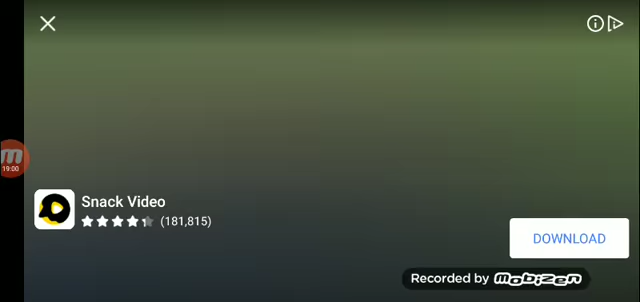 19:00
Snack Video
(181,815)
DOWNLOAD
Recorded by MOBIZEN